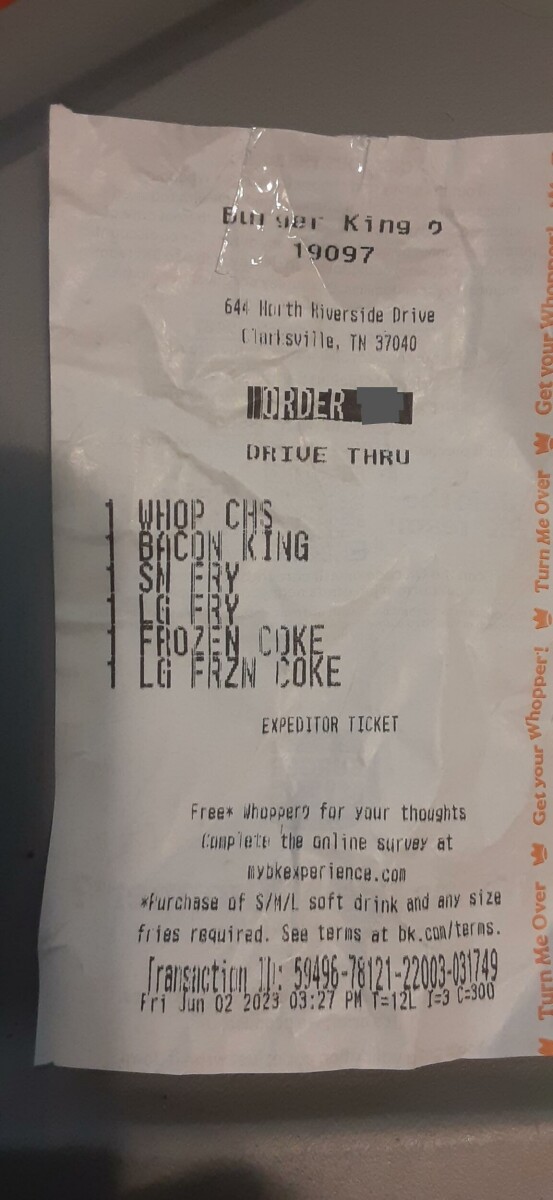 Burger King
19097
644 North Riverside Drive
Clarksville, TN 37040
ORDER
DRIVE THRU
1 WHOP CHS
1 BACON KING
1 SM FRY
1 LG FRY
1 FROZEN COKE
1 LG FRZN COKE
EXPEDITOR TICKET
Free* Whopper? for your thoughts
Complete the online survey at
mybkexperience.com
*Purchase of S/M/L soft drink and any size
fries required. See terms at bk.com/terms.
Transaction ID: 59496-78121-22003-031749
Fri Jun 02 2023 03:27 PM T=12L I=3 C=300
Turn Me Over Get your Whopper! Turn Me Over Get your Whopper!